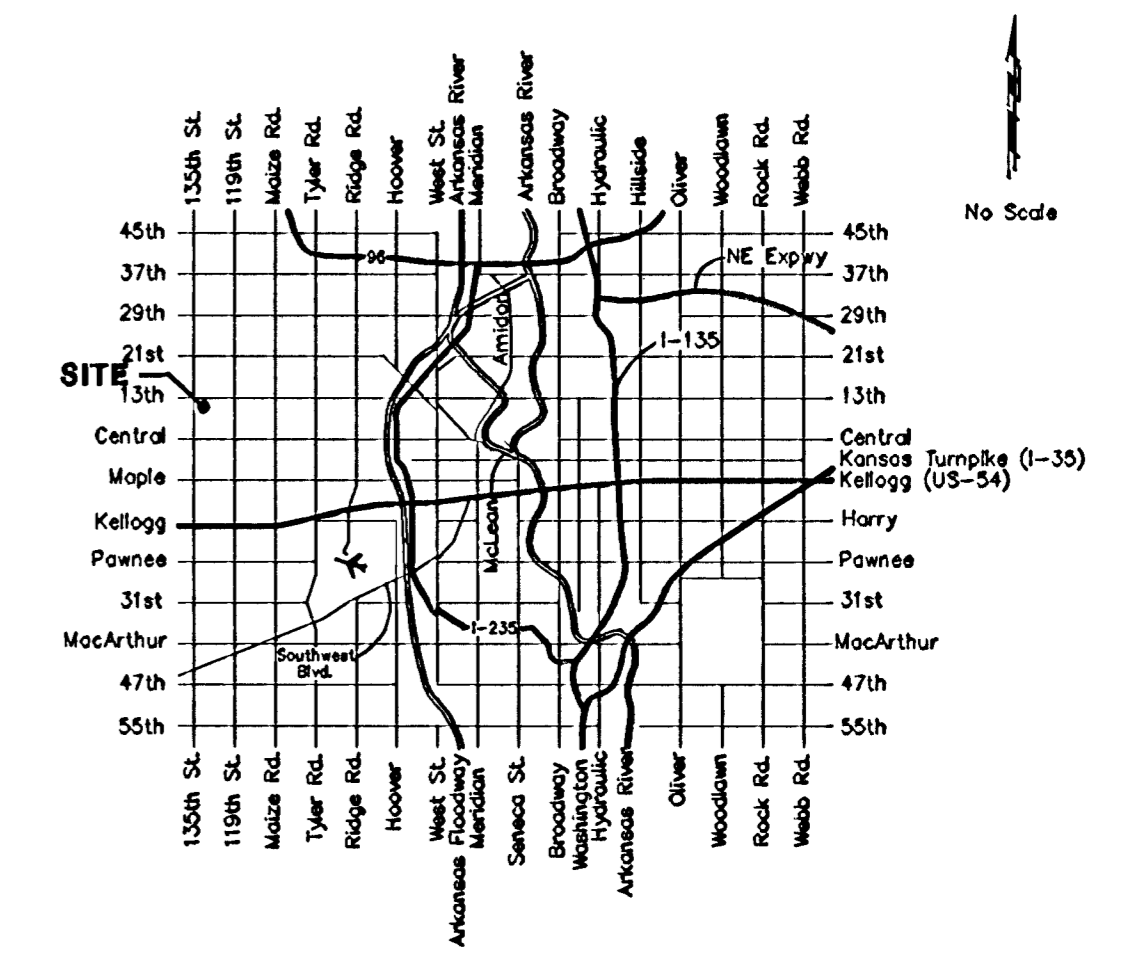 135th St.
119th St.
Maize Rd.
Tyler Rd.
Ridge Rd.
Hoover
West St.
Arkansas River
Meridian
Arkansas River
Broadway
Hydraulic
Hillside
Oliver
Woodlawn
Rock Rd.
Webb Rd.
No Scale
45th
37th
29th
21st
SITE
13th
Central
Maple
Kellogg
Pawnee
31st
MacArthur
47th
55th
96
NE Expwy
Amidon
I-135
McLean
I-235
Southwest
Blvd.
45th
37th
29th
21st
13th
Central
Kansas Turnpike (I-35)
Kellogg (US-54)
Harry
Pawnee
31st
MacArthur
47th
55th
135th St.
119th St.
Maize Rd.
Tyler Rd.
Ridge Rd.
Hoover
West St.
Arkansas Floodway
Meridian
Seneca St.
Broadway
Washington
Hydraulic
Arkansas River
Oliver
Woodlawn
Rock Rd.
Webb Rd.